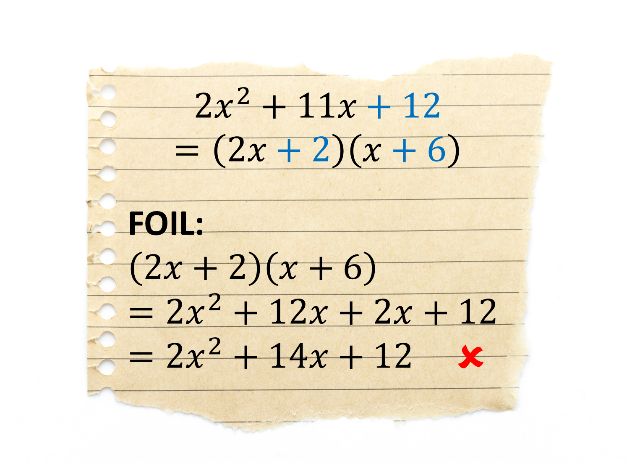 2x² + 11x + 12
= (2x + 2)(x + 6)
FOIL:
(2x + 2)(x + 6)
= 2x² + 12x + 2x + 12
= 2x² + 14x + 12 ✘